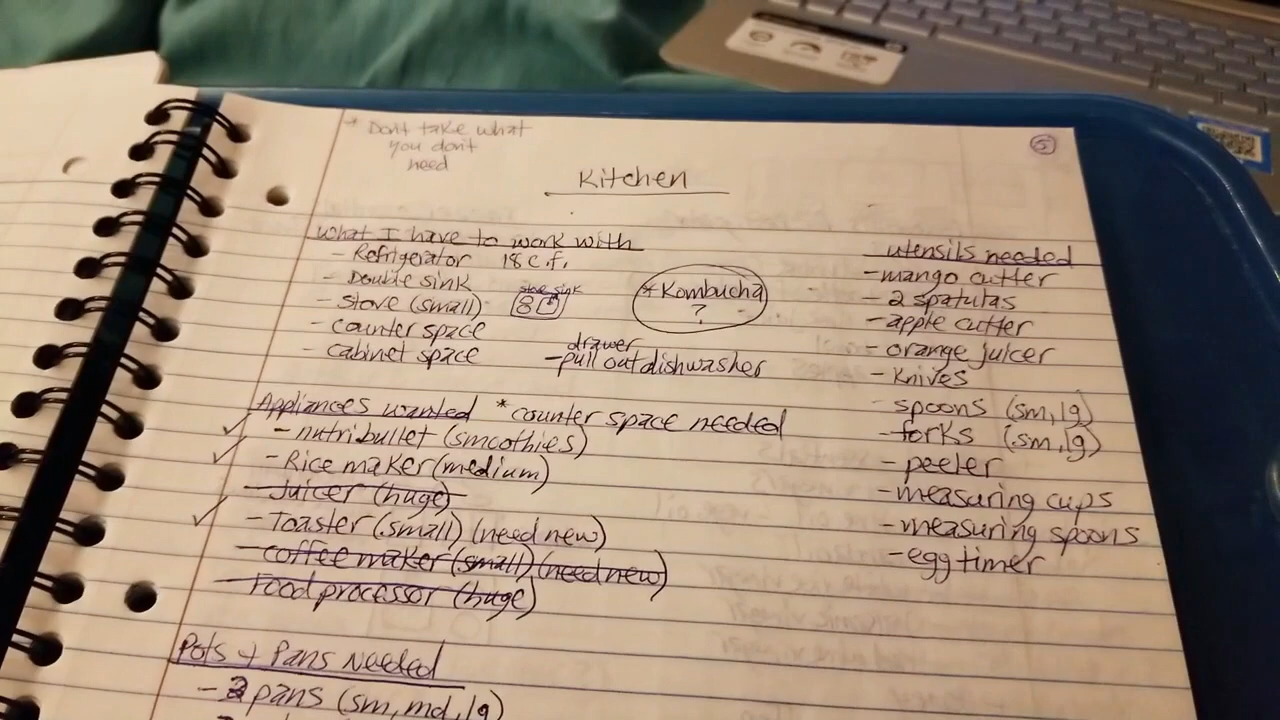 * Don't take what
you don't
need
5
Kitchen
What I have to work with
- Refrigerator 18 c.f.
- Double sink
- stove (small)
stove sink
- counter space
- cabinet space
* Kombucha
?
drawer
- pull out dishwasher
Appliances wanted * counter space needed
- nutribullet (smoothies)
- Rice maker (medium)
- Juicer (huge)
- Toaster (small) (need new)
- coffee maker (small) (need new)
- Food processor (huge)
Pots + Pans Needed
- 3 pans (sm, md, lg)
utensils needed
- mango cutter
- 2 spatulas
- apple cutter
- orange juicer
- Knives
- spoons (sm, lg)
- forks (sm, lg)
- peeler
- measuring cups
- measuring spoons
- egg timer